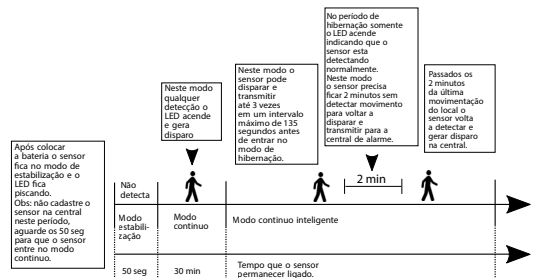 Após colocar
a bateria o sensor
fica no modo de
estabilização e o
LED fica
piscando.
Obs: não cadastre o
sensor na central
neste período,
aguarde os 50 seg
para que o sensor
entre no modo
continuo.
Neste modo
qualquer
detecção o
LED acende
e gera
disparo
Neste modo o
sensor pode
disparar e
transmitir
até 3 vezes
em um intervalo
máximo de 135
segundos antes
de entrar no
modo de
hibernação.
No período de
hibernação somente
o LED acende
indicando que o
sensor esta
detectando
normalmente.
Neste modo
o sensor precisa
ficar 2 minutos sem
detectar movimento
para voltar a
disparar e
transmitir para a
central de alarme.
Passados os
2 minutos
da última
movimentação
do local o
sensor volta
a detectar e
gerar disparo
na central.
2 min
Não
detecta
Modo
estabili-
zação
Modo
continuo
Modo continuo inteligente
50 seg
30 min
Tempo que o sensor
permanecer ligado.